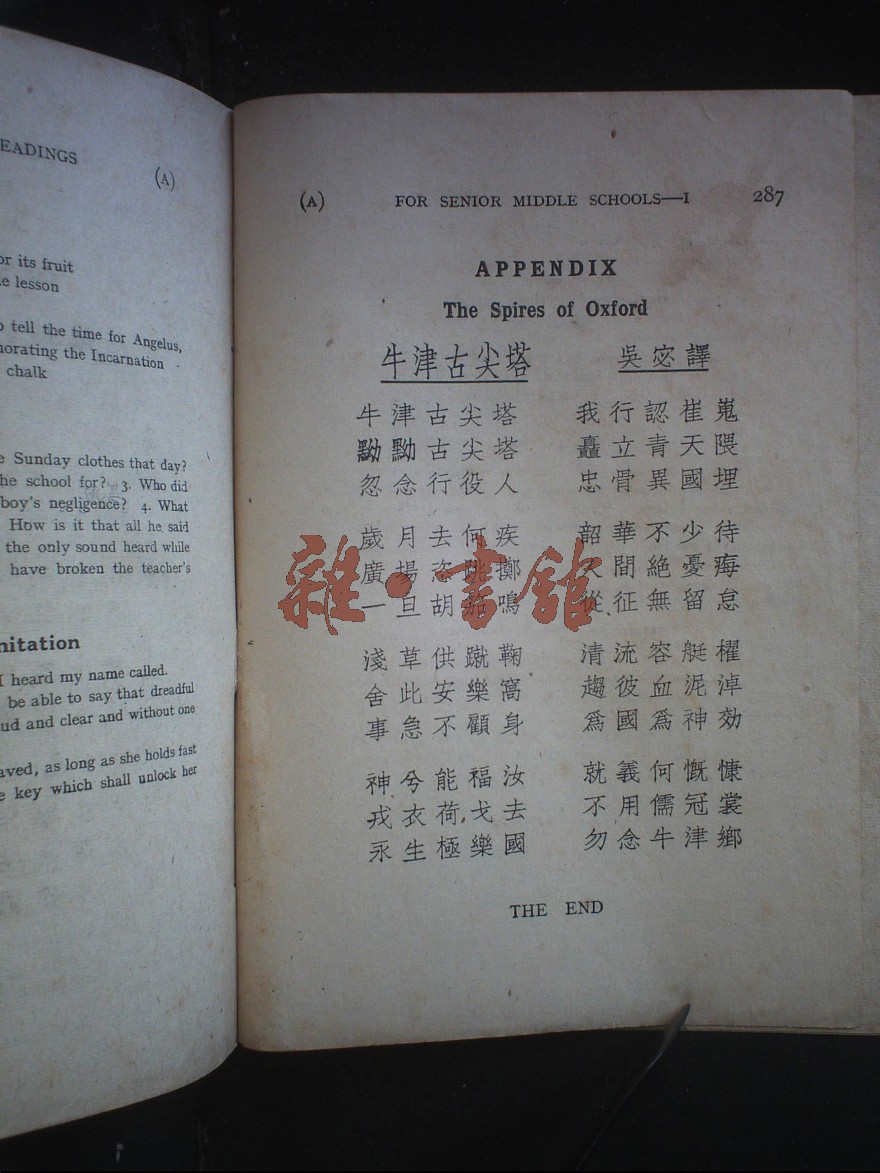 EADINGS
(A)
or its fruit
e lesson
o tell the time for Angelus,
norating the Incarnation
chalk
e Sunday clothes that day?
he school for? 3. Who did
boy's negligence? 4. What
How is it that all he said
the only sound heard while
have broken the teacher's
nitation
I heard my name called.
be able to say that dreadful
ud and clear and without one
aved, as long as she holds fast
e key which shall unlock her
(A) FOR SENIOR MIDDLE SCHOOLS—I 287
APPENDIX
The Spires of Oxford
牛津古尖塔 吳宓譯
牛津古尖塔 我行認崔嵬
黝黝古尖塔 矗立青天隈
忽念行役人 忠骨異國埋
歲月去何疾 韶華不少待
廣場恣跳擲 間絕憂痗
一旦胡笳鳴 從征無留怠
淺草供蹴鞠 清流容艇櫂
舍此安樂窩 趨彼血泥淖
事急不顧身 爲國爲神効
神兮能福汝 就義何慨慷
戎衣荷戈去 不用儒冠裳
永生極樂國 勿念牛津鄉
THE END
雜·書館